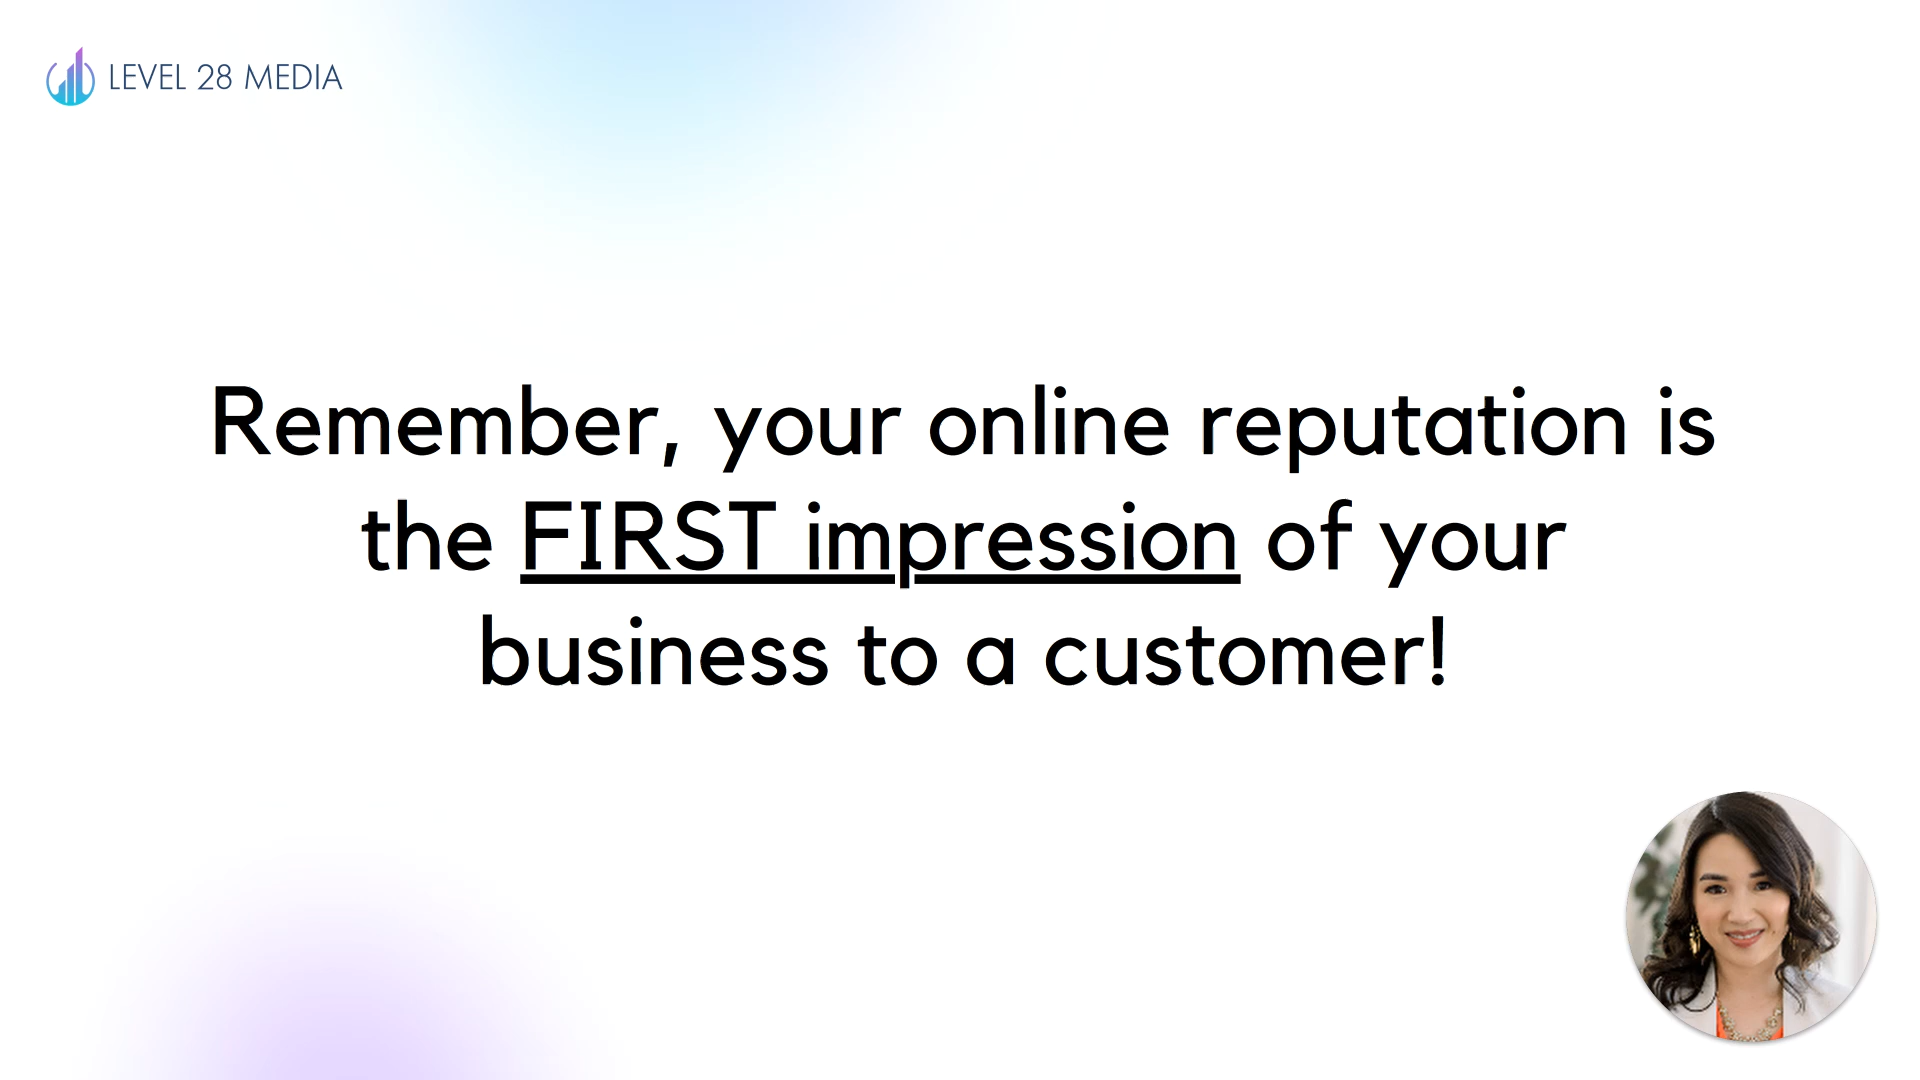 LEVEL 28 MEDIA
Remember, your online reputation is
the FIRST impression of your
business to a customer!